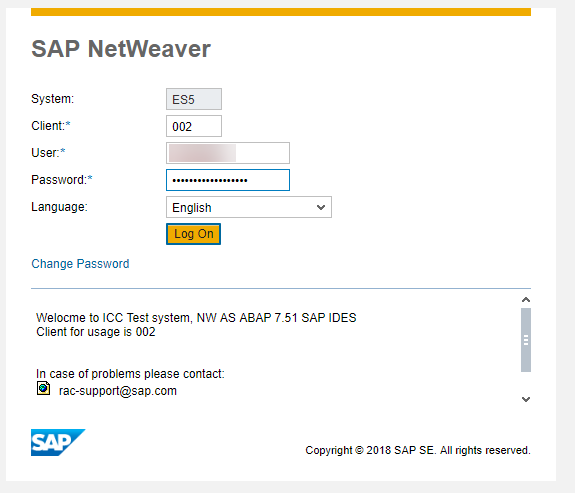 SAP NetWeaver
System: ES5
Client:* 002
User:*
Password:* ••••••••••••••••••
Language: English
Log On
Change Password
Welocme to ICC Test system, NW AS ABAP 7.51 SAP IDES
Client for usage is 002
In case of problems please contact:
rac-support@sap.com
SAP
Copyright © 2018 SAP SE. All rights reserved.